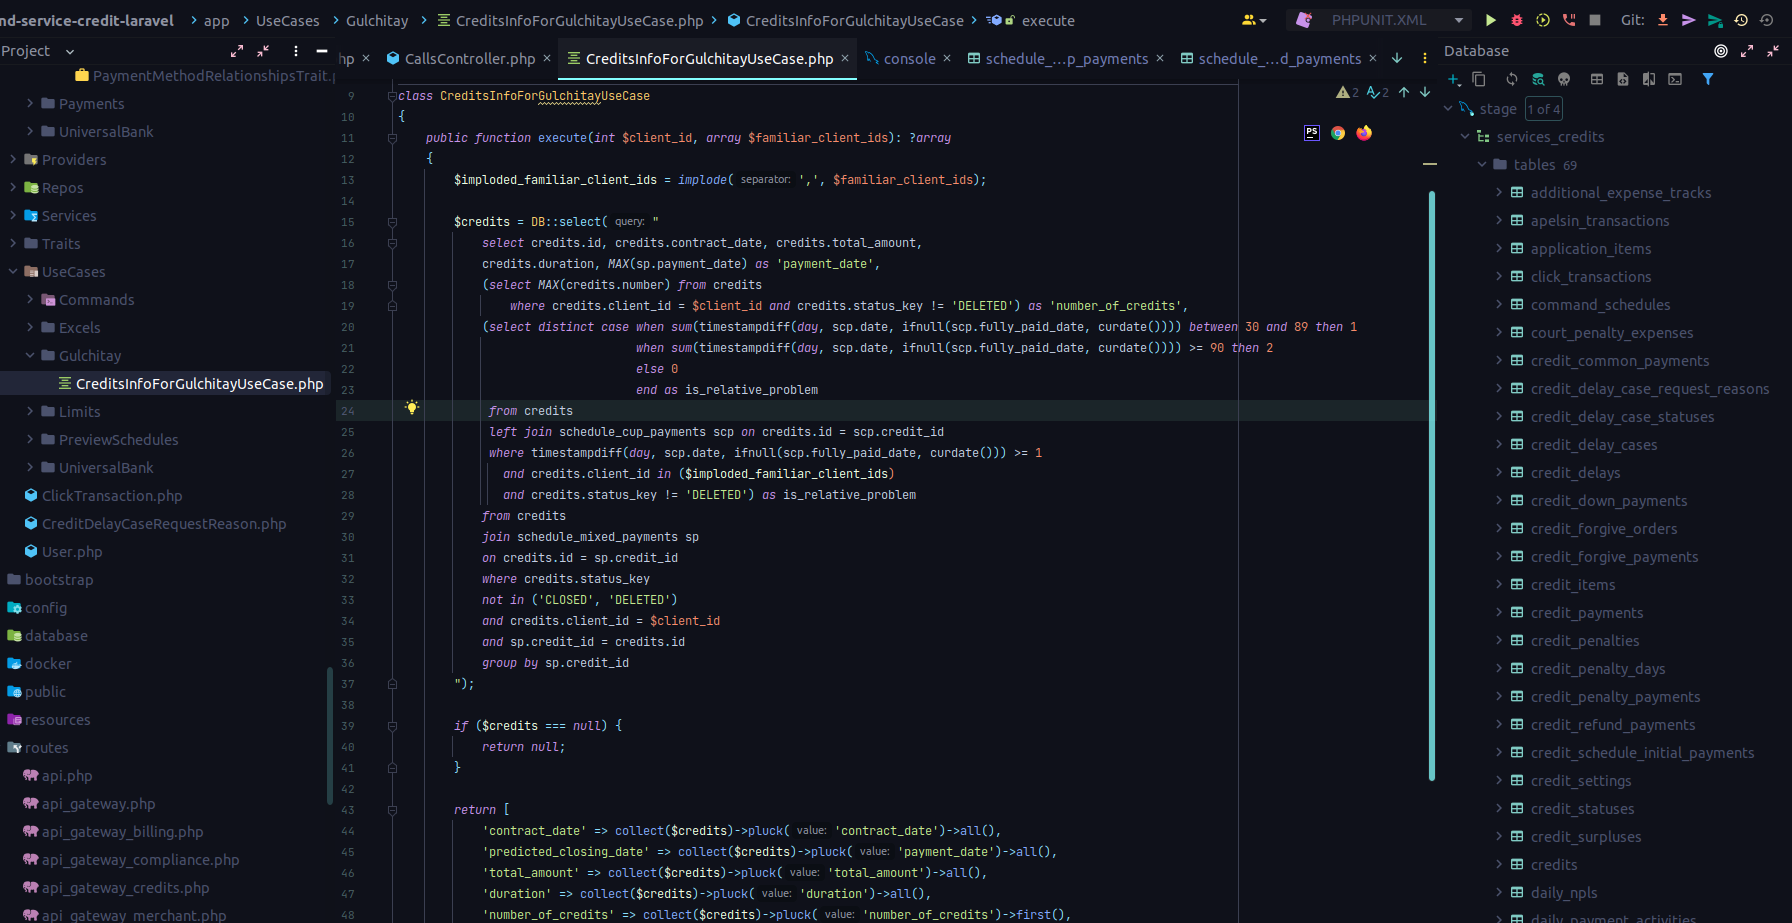 nd-service-credit-laravel > app > UseCases > Gulchitay > CreditsInfoForGulchitayUseCase.php > CreditsInfoForGulchitayUseCase > execute
PHPUNIT.XML
Git:
Project
hp × CallsController.php × CreditsInfoForGulchitayUseCase.php × console × schedule_...p_payments × schedule_...d_payments ×
Database
PaymentMethodRelationshipsTrait.p
Payments
UniversalBank
Providers
Repos
Services
Traits
UseCases
Commands
Excels
Gulchitay
CreditsInfoForGulchitayUseCase.php
Limits
PreviewSchedules
UniversalBank
ClickTransaction.php
CreditDelayCaseRequestReason.php
User.php
bootstrap
config
database
docker
public
resources
routes
api.php
api_gateway.php
api_gateway_billing.php
api_gateway_compliance.php
api_gateway_credits.php
api_gateway_merchant.php
2 2
PS
9 class CreditsInfoForGulchitayUseCase
10 {
11 public function execute(int $client_id, array $familiar_client_ids): ?array
12 {
13 $imploded_familiar_client_ids = implode( separator: ',', $familiar_client_ids);
14
15 $credits = DB::select( query: "
16 select credits.id, credits.contract_date, credits.total_amount,
17 credits.duration, MAX(sp.payment_date) as 'payment_date',
18 (select MAX(credits.number) from credits
19 where credits.client_id = $client_id and credits.status_key != 'DELETED') as 'number_of_credits',
20 (select distinct case when sum(timestampdiff(day, scp.date, ifnull(scp.fully_paid_date, curdate()))) between 30 and 89 then 1
21 when sum(timestampdiff(day, scp.date, ifnull(scp.fully_paid_date, curdate()))) >= 90 then 2
22 else 0
23 end as is_relative_problem
24 from credits
25 left join schedule_cup_payments scp on credits.id = scp.credit_id
26 where timestampdiff(day, scp.date, ifnull(scp.fully_paid_date, curdate())) >= 1
27 and credits.client_id in ($imploded_familiar_client_ids)
28 and credits.status_key != 'DELETED') as is_relative_problem
29 from credits
30 join schedule_mixed_payments sp
31 on credits.id = sp.credit_id
32 where credits.status_key
33 not in ('CLOSED', 'DELETED')
34 and credits.client_id = $client_id
35 and sp.credit_id = credits.id
36 group by sp.credit_id
37 ");
38
39 if ($credits === null) {
40 return null;
41 }
42
43 return [
44 'contract_date' => collect($credits)->pluck( value: 'contract_date')->all(),
45 'predicted_closing_date' => collect($credits)->pluck( value: 'payment_date')->all(),
46 'total_amount' => collect($credits)->pluck( value: 'total_amount')->all(),
47 'duration' => collect($credits)->pluck( value: 'duration')->all(),
48 'number_of_credits' => collect($credits)->pluck( value: 'number_of_credits')->first(),
stage 1 of 4
services_credits
tables 69
additional_expense_tracks
apelsin_transactions
application_items
click_transactions
command_schedules
court_penalty_expenses
credit_common_payments
credit_delay_case_request_reasons
credit_delay_case_statuses
credit_delay_cases
credit_delays
credit_down_payments
credit_forgive_orders
credit_forgive_payments
credit_items
credit_payments
credit_penalties
credit_penalty_days
credit_penalty_payments
credit_refund_payments
credit_schedule_initial_payments
credit_settings
credit_statuses
credit_surpluses
credits
daily_npls
daily_payment_activities